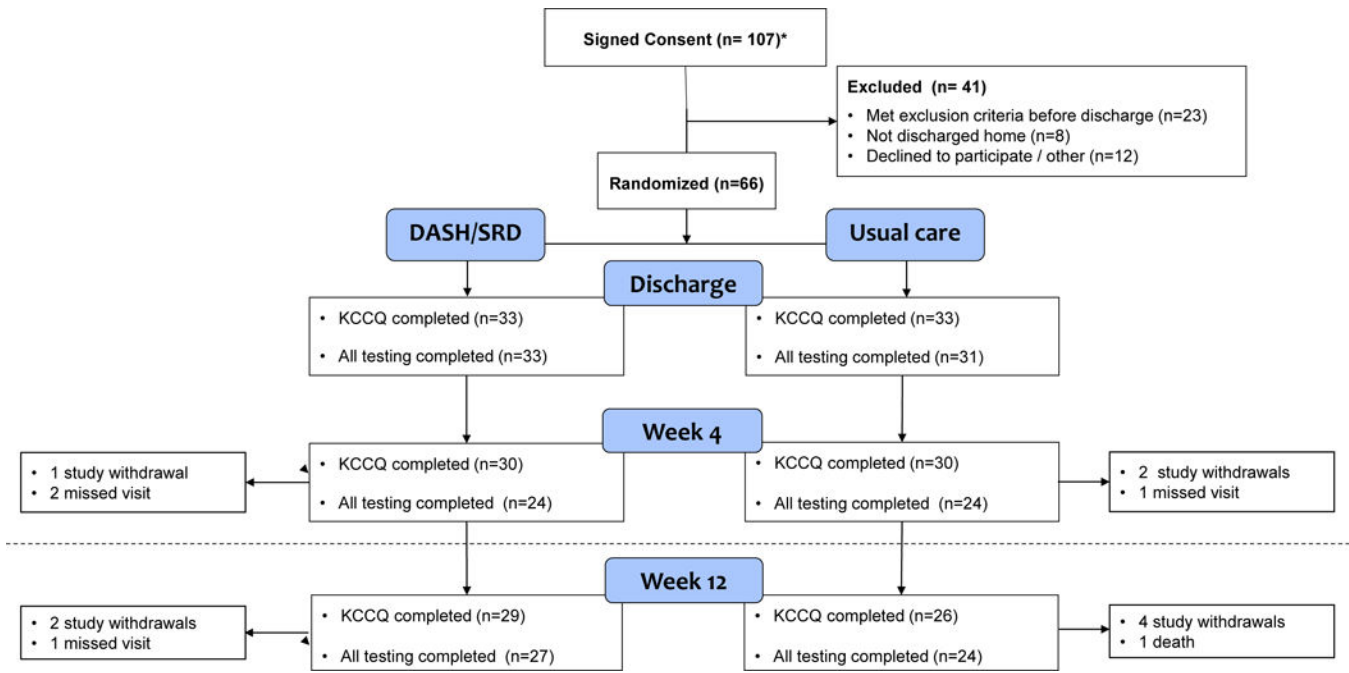 Signed Consent (n= 107)*
Excluded (n= 41)
• Met exclusion criteria before discharge (n=23)
• Not discharged home (n=8)
• Declined to participate / other (n=12)
Randomized (n=66)
DASH/SRD
Usual care
Discharge
• KCCQ completed (n=33)
• All testing completed (n=33)
• KCCQ completed (n=33)
• All testing completed (n=31)
Week 4
• 1 study withdrawal
• 2 missed visit
• KCCQ completed (n=30)
• All testing completed (n=24)
• KCCQ completed (n=30)
• All testing completed (n=24)
• 2 study withdrawals
• 1 missed visit
Week 12
• 2 study withdrawals
• 1 missed visit
• KCCQ completed (n=29)
• All testing completed (n=27)
• KCCQ completed (n=26)
• All testing completed (n=24)
• 4 study withdrawals
• 1 death